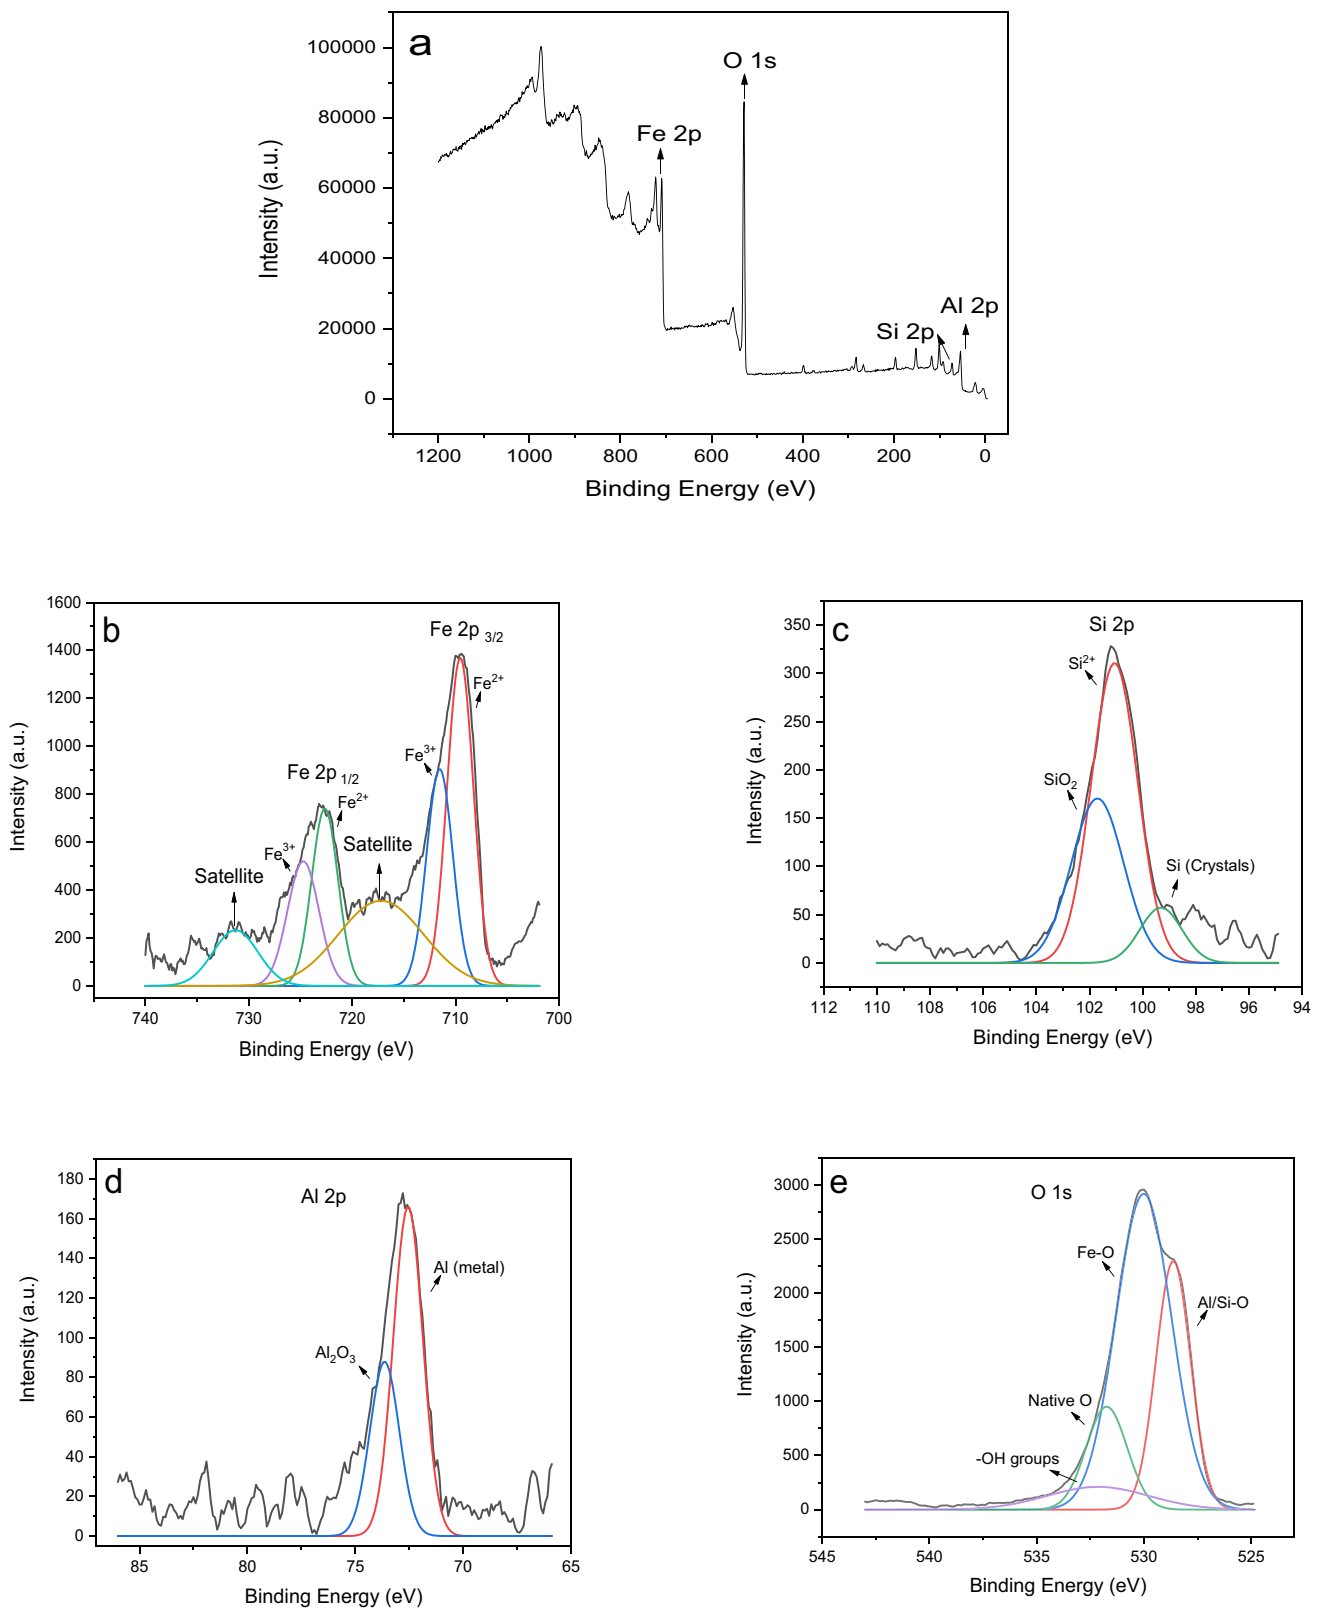 a
100000
80000
60000
40000
20000
0
Intensity (a.u.)
O 1s
Fe 2p
Si 2p
Al 2p
1200 1000 800 600 400 200 0
Binding Energy (eV)
b
1600
1400
1200
1000
800
600
400
200
0
Intensity (a.u.)
Fe 2p 3/2
Fe2+
Fe3+
Fe 2p 1/2
Fe2+
Fe3+
Satellite
Satellite
740 730 720 710 700
Binding Energy (eV)
c
350
300
250
200
150
100
50
0
Intensity (a.u.)
Si 2p
Si2+
SiO2
Si (Crystals)
112 110 108 106 104 102 100 98 96 94
Binding Energy (eV)
d
180
160
140
120
100
80
60
40
20
0
Intensity (a.u.)
Al 2p
Al (metal)
Al2O3
85 80 75 70 65
Binding Energy (eV)
e
3000
2500
2000
1500
1000
500
0
Intensity (a.u.)
O 1s
Fe-O
Al/Si-O
Native O
-OH groups
545 540 535 530 525
Binding Energy (eV)